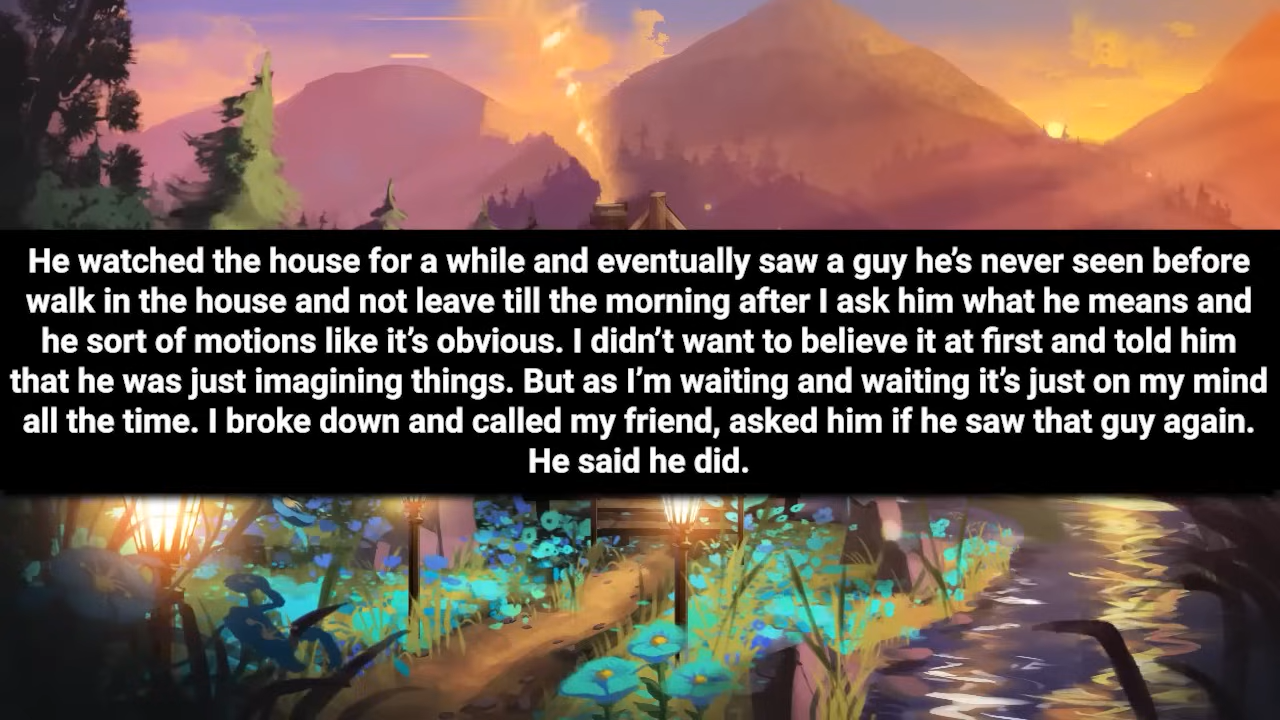 He watched the house for a while and eventually saw a guy he’s never seen before
walk in the house and not leave till the morning after I ask him what he means and
he sort of motions like it’s obvious. I didn’t want to believe it at first and told him
that he was just imagining things. But as I’m waiting and waiting it’s just on my mind
all the time. I broke down and called my friend, asked him if he saw that guy again.
He said he did.